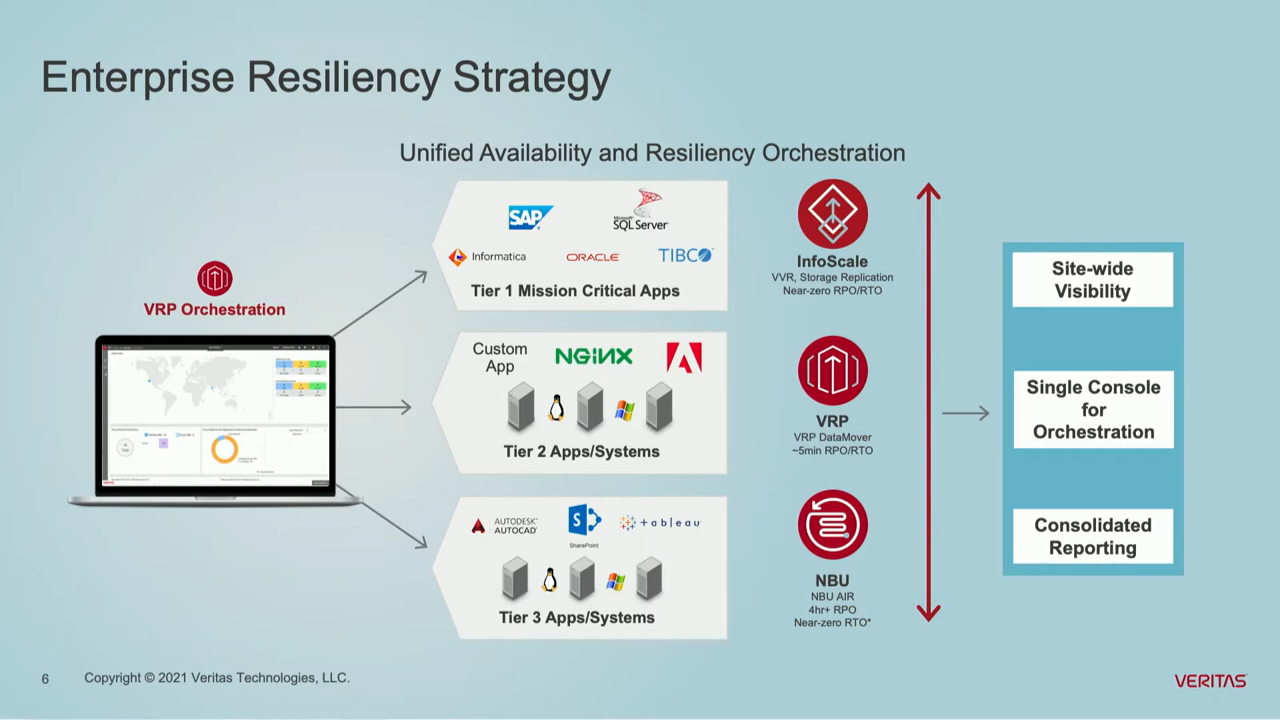 Enterprise Resiliency Strategy
Unified Availability and Resiliency Orchestration
VRP Orchestration
SAP
Microsoft
SQL Server
Informatica
ORACLE
TIBCO
Tier 1 Mission Critical Apps
Custom
App
NGINX
Tier 2 Apps/Systems
AUTODESK
AUTOCAD
S
SharePoint
+ableau
Tier 3 Apps/Systems
InfoScale
VVR, Storage Replication
Near-zero RPO/RTO
VRP
VRP DataMover
~5min RPO/RTO
NBU
NBU AIR
4hr+ RPO
Near-zero RTO*
Site-wide
Visibility
Single Console
for
Orchestration
Consolidated
Reporting
6
Copyright © 2021 Veritas Technologies, LLC.
VERITAS